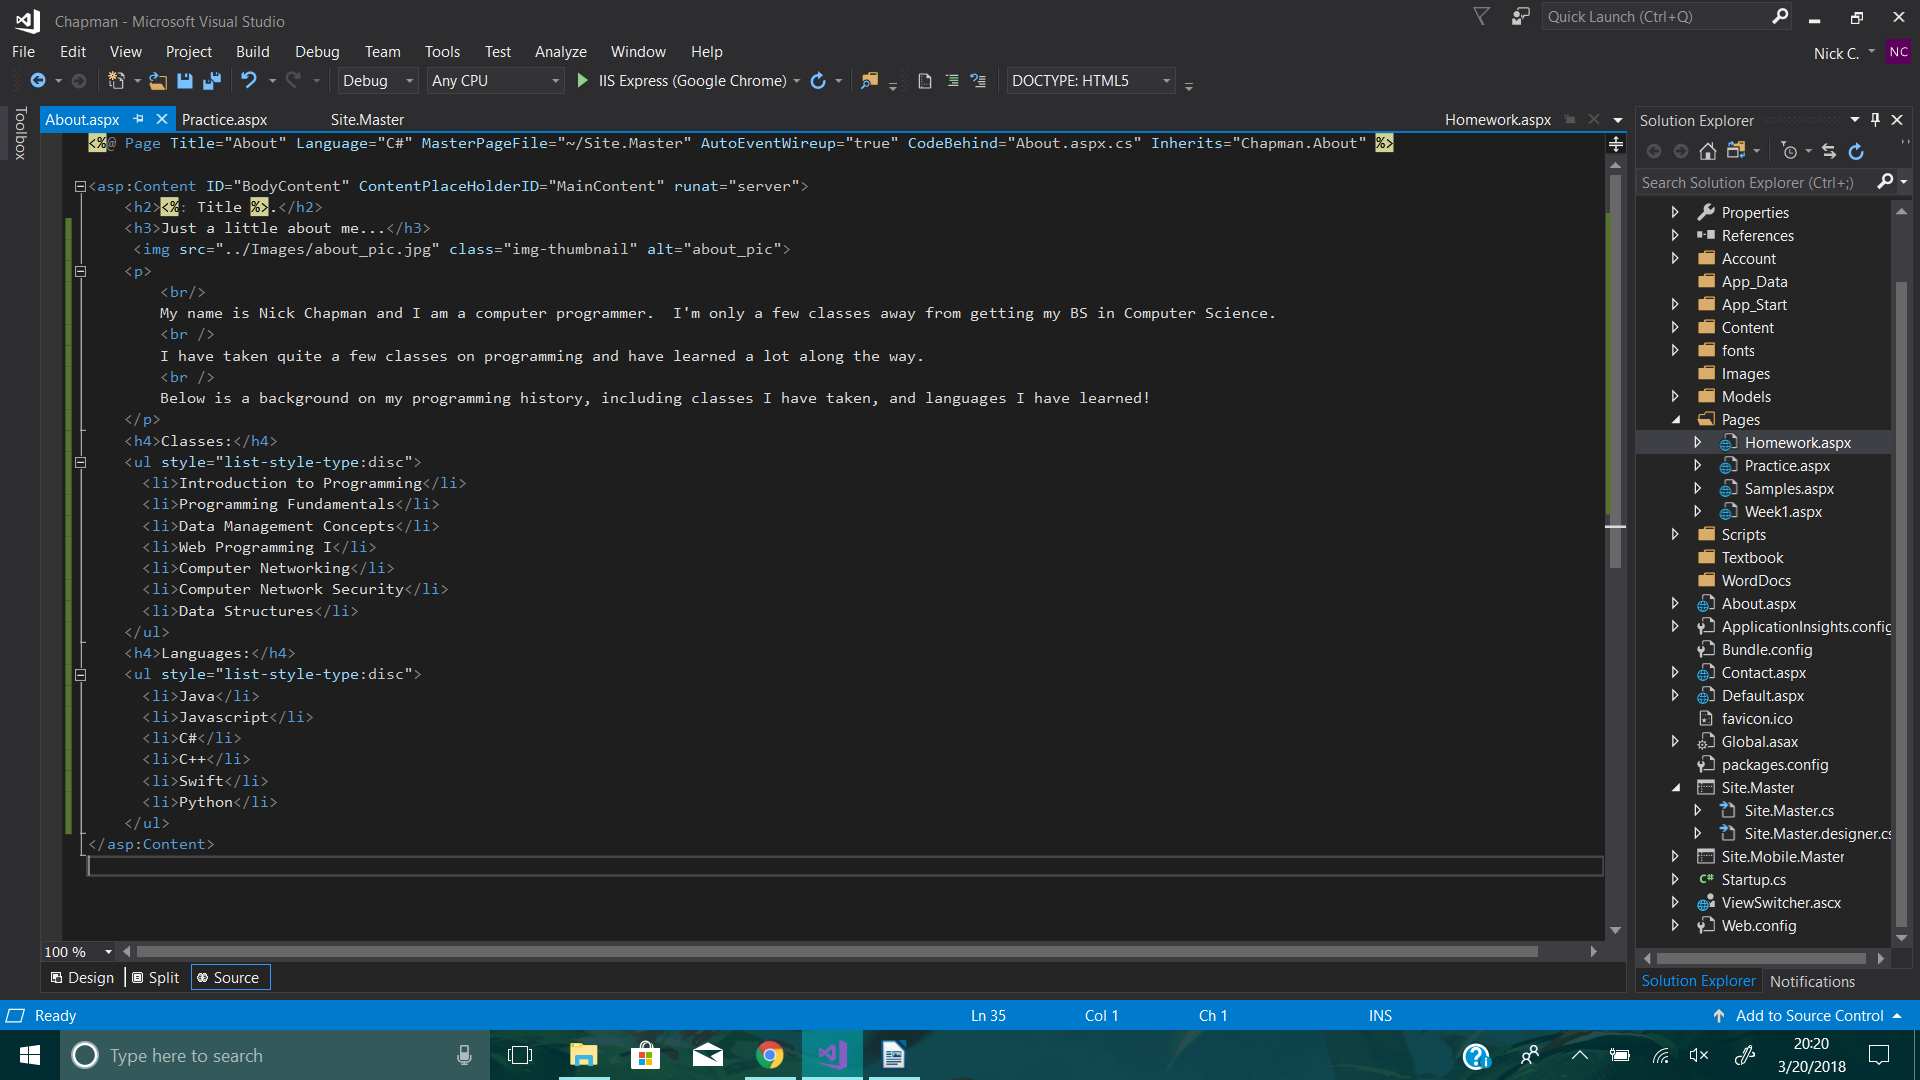 Chapman - Microsoft Visual Studio
Quick Launch (Ctrl+Q)
File Edit View Project Build Debug Team Tools Test Analyze Window Help
Nick C. NC
Debug Any CPU IIS Express (Google Chrome) DOCTYPE: HTML5
Toolbox
About.aspx Practice.aspx Site.Master Homework.aspx
<%@ Page Title="About" Language="C#" MasterPageFile="~/Site.Master" AutoEventWireup="true" CodeBehind="About.aspx.cs" Inherits="Chapman.About" %>
<asp:Content ID="BodyContent" ContentPlaceHolderID="MainContent" runat="server">
<h2><%: Title %>.</h2>
<h3>Just a little about me...</h3>
<img src="../Images/about_pic.jpg" class="img-thumbnail" alt="about_pic">
<p>
<br/>
My name is Nick Chapman and I am a computer programmer.  I'm only a few classes away from getting my BS in Computer Science.
<br />
I have taken quite a few classes on programming and have learned a lot along the way.
<br />
Below is a background on my programming history, including classes I have taken, and languages I have learned!
</p>
<h4>Classes:</h4>
<ul style="list-style-type:disc">
<li>Introduction to Programming</li>
<li>Programming Fundamentals</li>
<li>Data Management Concepts</li>
<li>Web Programming I</li>
<li>Computer Networking</li>
<li>Computer Network Security</li>
<li>Data Structures</li>
</ul>
<h4>Languages:</h4>
<ul style="list-style-type:disc">
<li>Java</li>
<li>Javascript</li>
<li>C#</li>
<li>C++</li>
<li>Swift</li>
<li>Python</li>
</ul>
</asp:Content>
100 %
Design Split Source
Solution Explorer
Search Solution Explorer (Ctrl+;)
Properties
References
Account
App_Data
App_Start
Content
fonts
Images
Models
Pages
Homework.aspx
Practice.aspx
Samples.aspx
Week1.aspx
Scripts
Textbook
WordDocs
About.aspx
ApplicationInsights.config
Bundle.config
Contact.aspx
Default.aspx
favicon.ico
Global.asax
packages.config
Site.Master
Site.Master.cs
Site.Master.designer.cs
Site.Mobile.Master
C# Startup.cs
ViewSwitcher.ascx
Web.config
Solution Explorer Notifications
Ready Ln 35 Col 1 Ch 1 INS Add to Source Control
Type here to search
20:20
3/20/2018